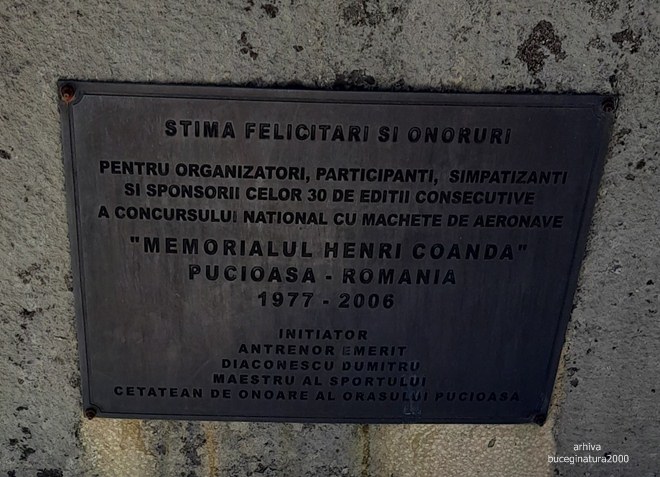 STIMA FELICITARI SI ONORURI
PENTRU ORGANIZATORI, PARTICIPANTI, SIMPATIZANTI
SI SPONSORII CELOR 30 DE EDITII CONSECUTIVE
A CONCURSULUI NATIONAL CU MACHETE DE AERONAVE
"MEMORIALUL HENRI COANDA"
PUCIOASA - ROMANIA
1977 - 2006
INITIATOR
ANTRENOR EMERIT
DIACONESCU DUMITRU
MAESTRU AL SPORTULUI
CETATEAN DE ONOARE AL ORASULUI PUCIOASA
arhiva
buceginatura2000